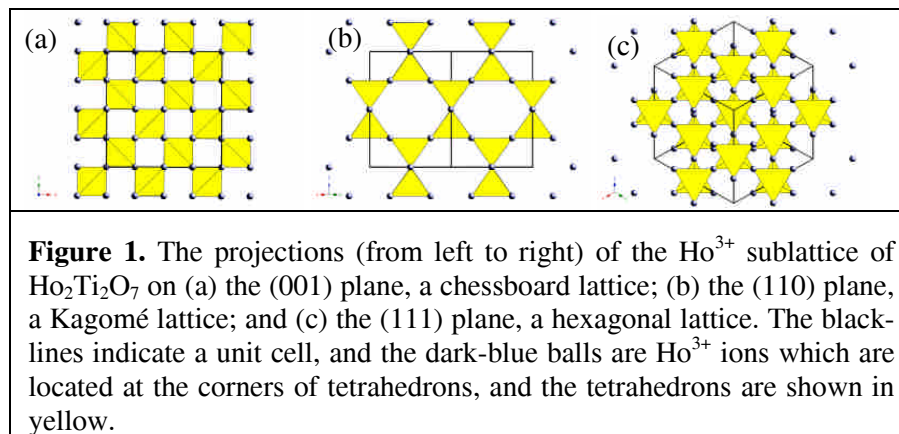 (a) (b) (c)
Figure 1. The projections (from left to right) of the Ho³⁺ sublattice of
Ho₂Ti₂O₇ on (a) the (001) plane, a chessboard lattice; (b) the (110) plane,
a Kagomé lattice; and (c) the (111) plane, a hexagonal lattice. The black-
lines indicate a unit cell, and the dark-blue balls are Ho³⁺ ions which are
located at the corners of tetrahedrons, and the tetrahedrons are shown in
yellow.